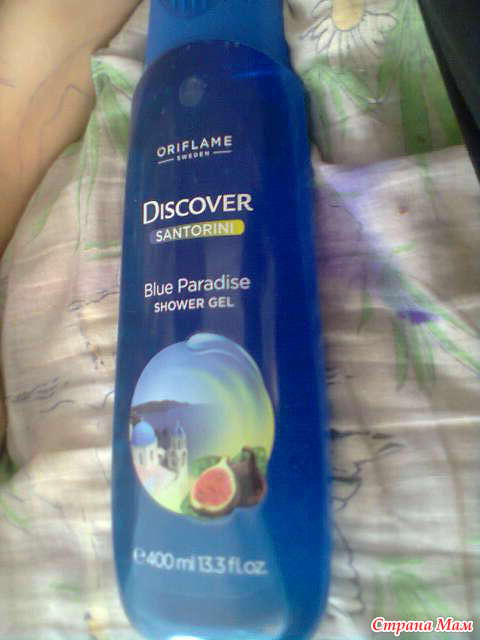 ORIFLAME
SWEDEN
DISCOVER
SANTORINI
Blue Paradise
SHOWER GEL
℮400 ml 13.3 fl.oz.
Страна Мам